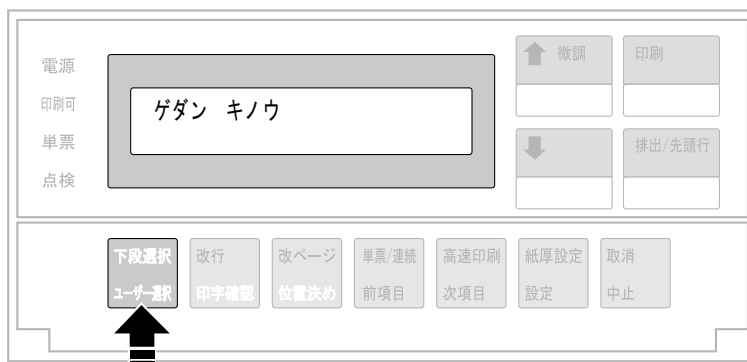 電源
印刷可
単票
点検
ゲダン キノウ
微調
印刷
排出/先頭行
下段選択 改行 改ページ 単票/連続 高速印刷 紙厚設定 取消
ユーザー選択 印字確認 位置決め 前項目 次項目 設定 中止